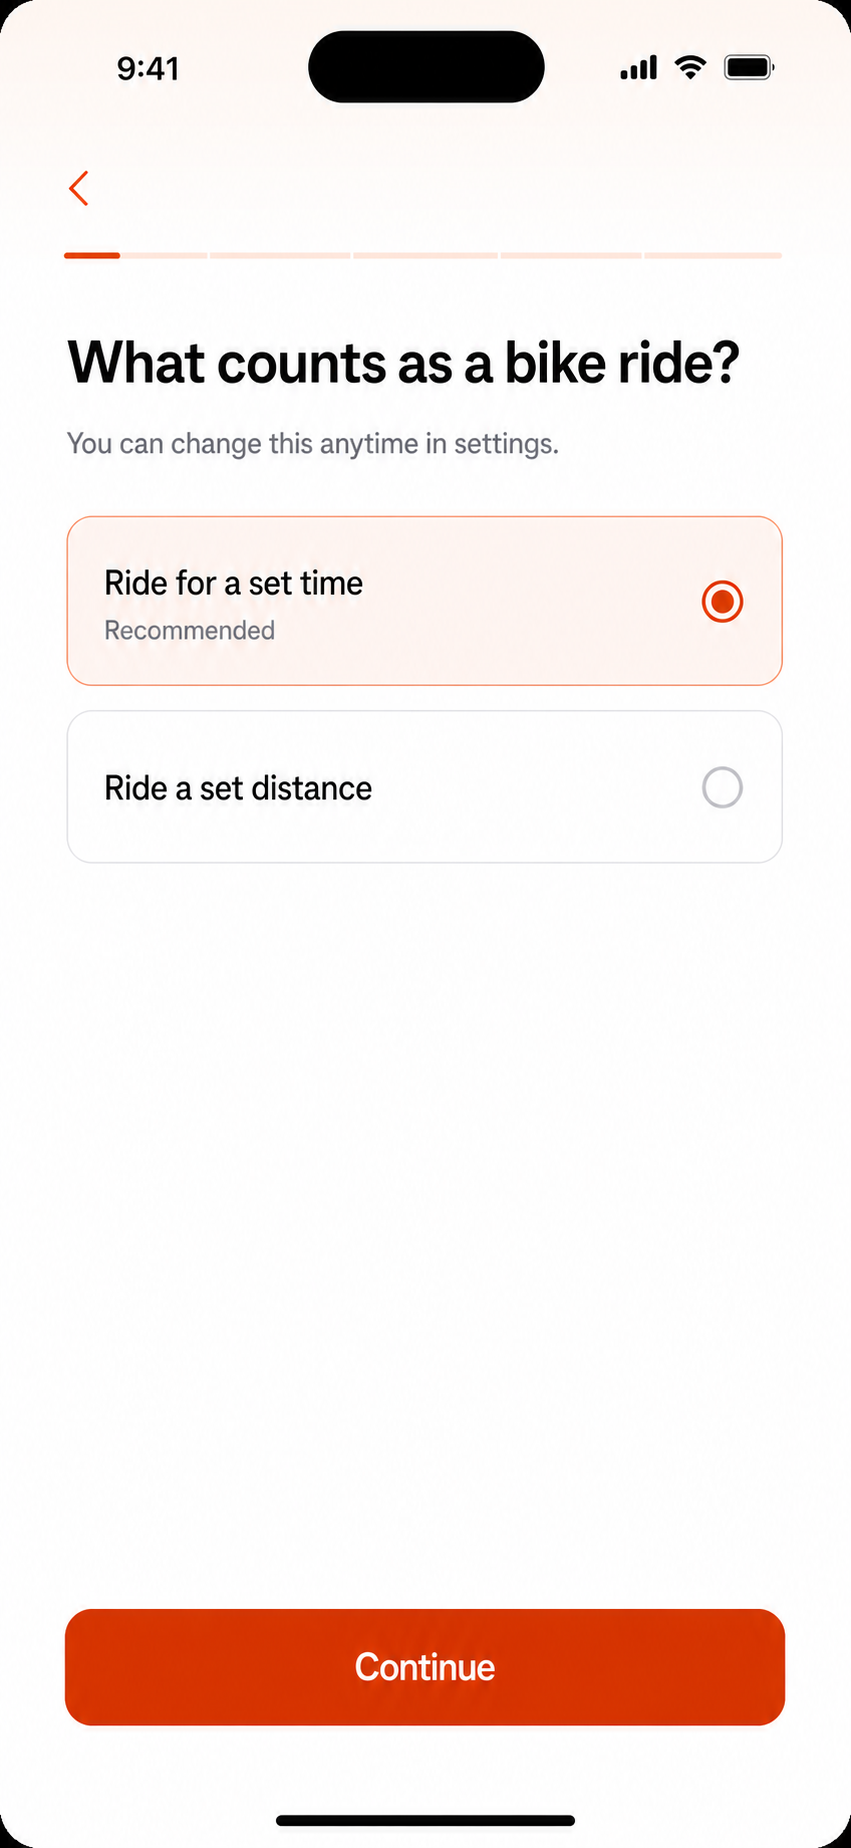 9:41
What counts as a bike ride?
You can change this anytime in settings.
Ride for a set time
Recommended
Ride a set distance
Continue